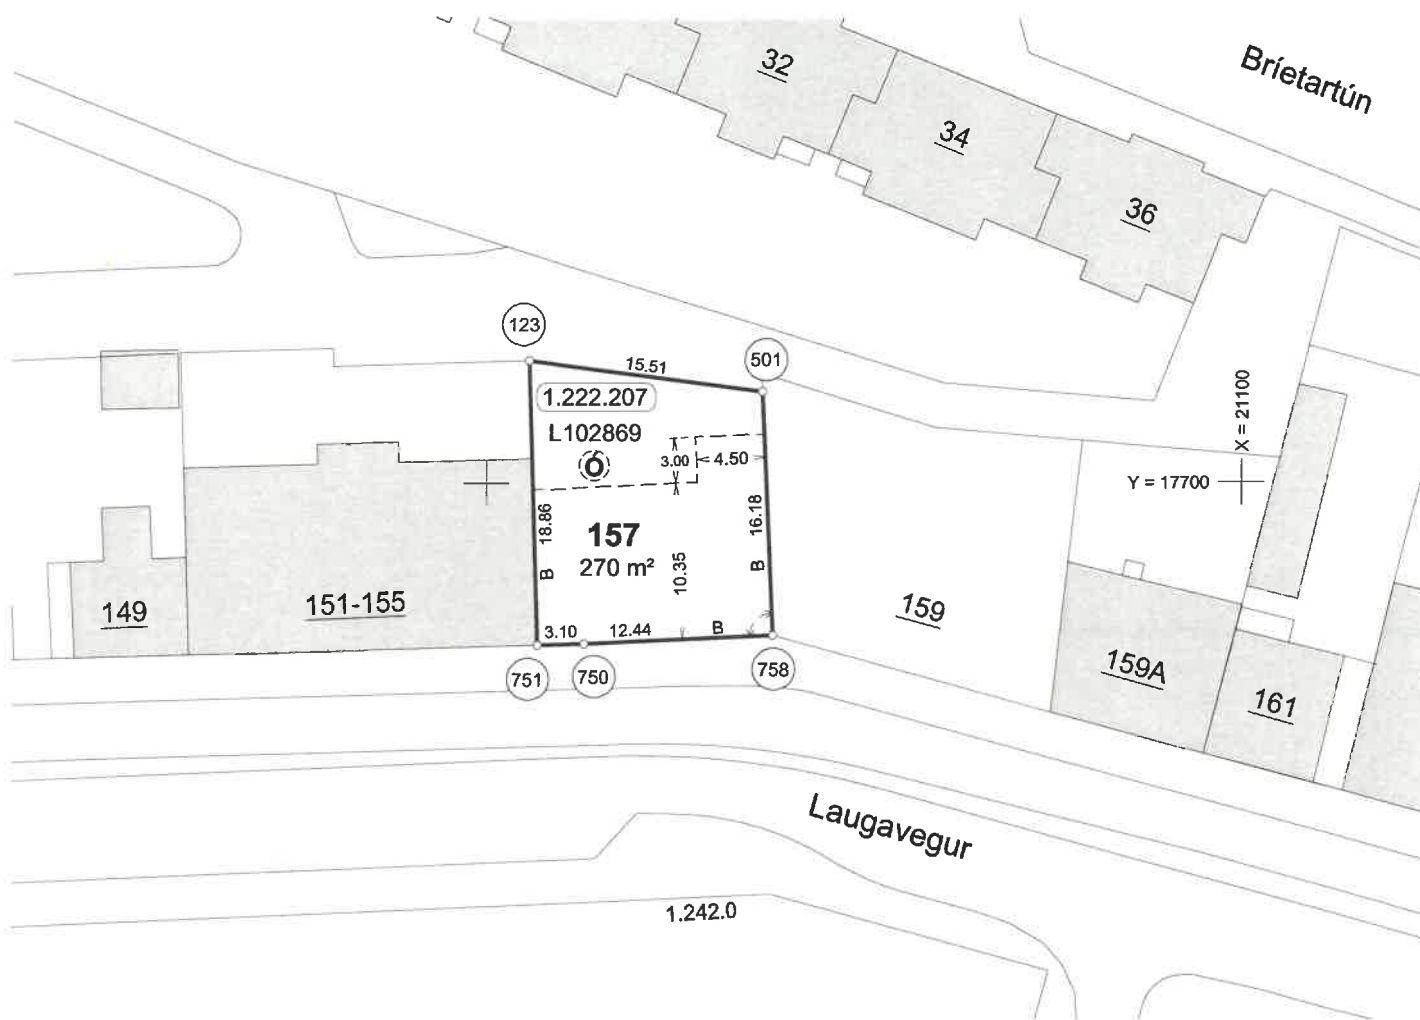 32
Bríetartún
34
36
123
15.51
501
1.222.207
L102869
Ó
3.00
4.50
X = 21100
Y = 17700
18.86
16.18
157
270 m²
10.35
B
B
149
151-155
159
3.10
12.44
B
751
750
758
159A
161
Laugavegur
1.242.0